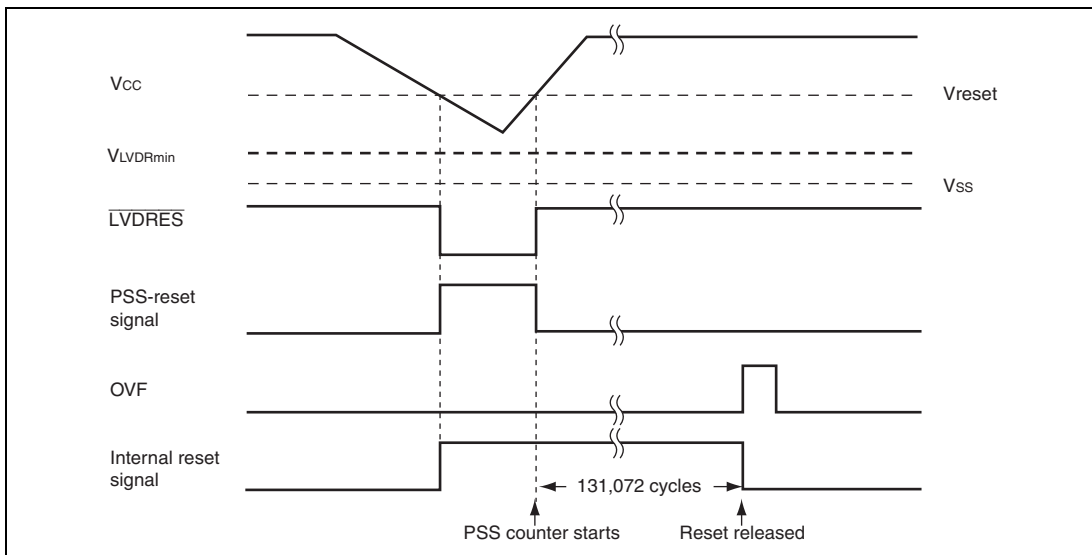 VCC
Vreset
VLVDRmin
VSS
LVDRES
PSS-reset
signal
OVF
Internal reset
signal
131,072 cycles
PSS counter starts
Reset released